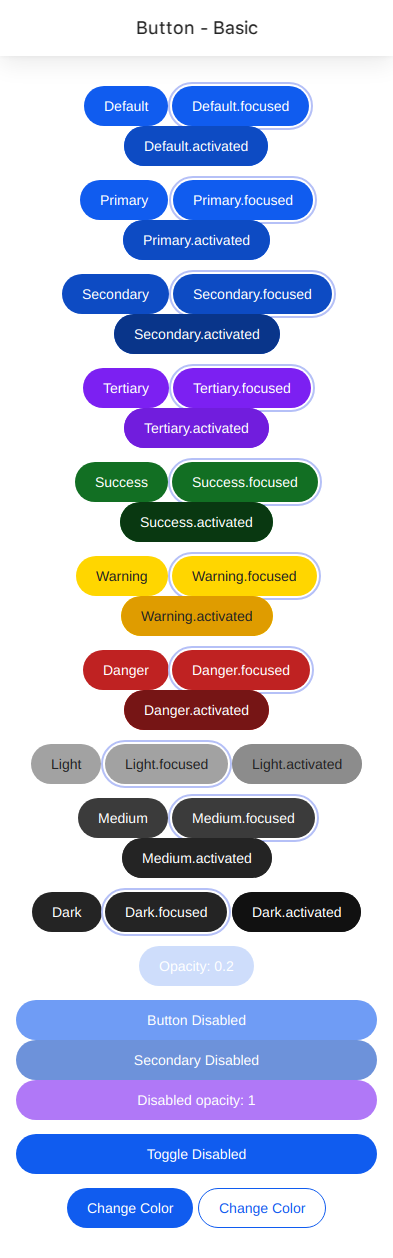 Button - Basic
Default Default.focused
Default.activated
Primary Primary.focused
Primary.activated
Secondary Secondary.focused
Secondary.activated
Tertiary Tertiary.focused
Tertiary.activated
Success Success.focused
Success.activated
Warning Warning.focused
Warning.activated
Danger Danger.focused
Danger.activated
Light Light.focused Light.activated
Medium Medium.focused
Medium.activated
Dark Dark.focused Dark.activated
Opacity: 0.2
Button Disabled
Secondary Disabled
Disabled opacity: 1
Toggle Disabled
Change Color Change Color